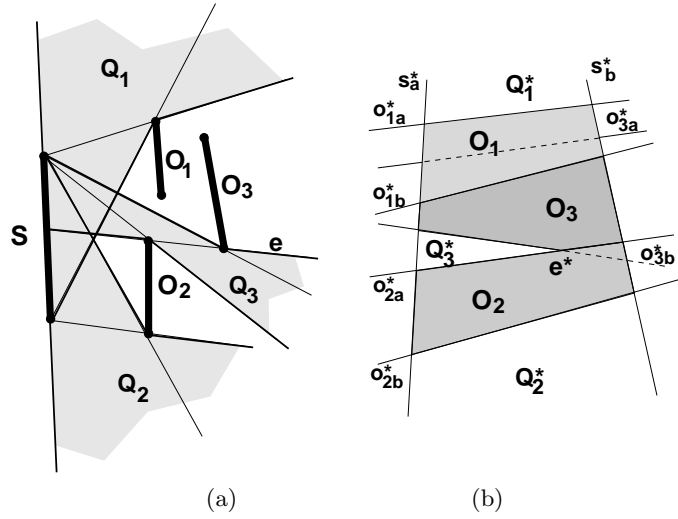 Q1
O1
O3
S
e
O2
Q3
Q2
(a)
s*a
Q*1
s*b
o*1a
o*3a
O1
o*1b
O3
Q*3
e*
o*3b
o*2a
O2
o*2b
Q*2
(b)